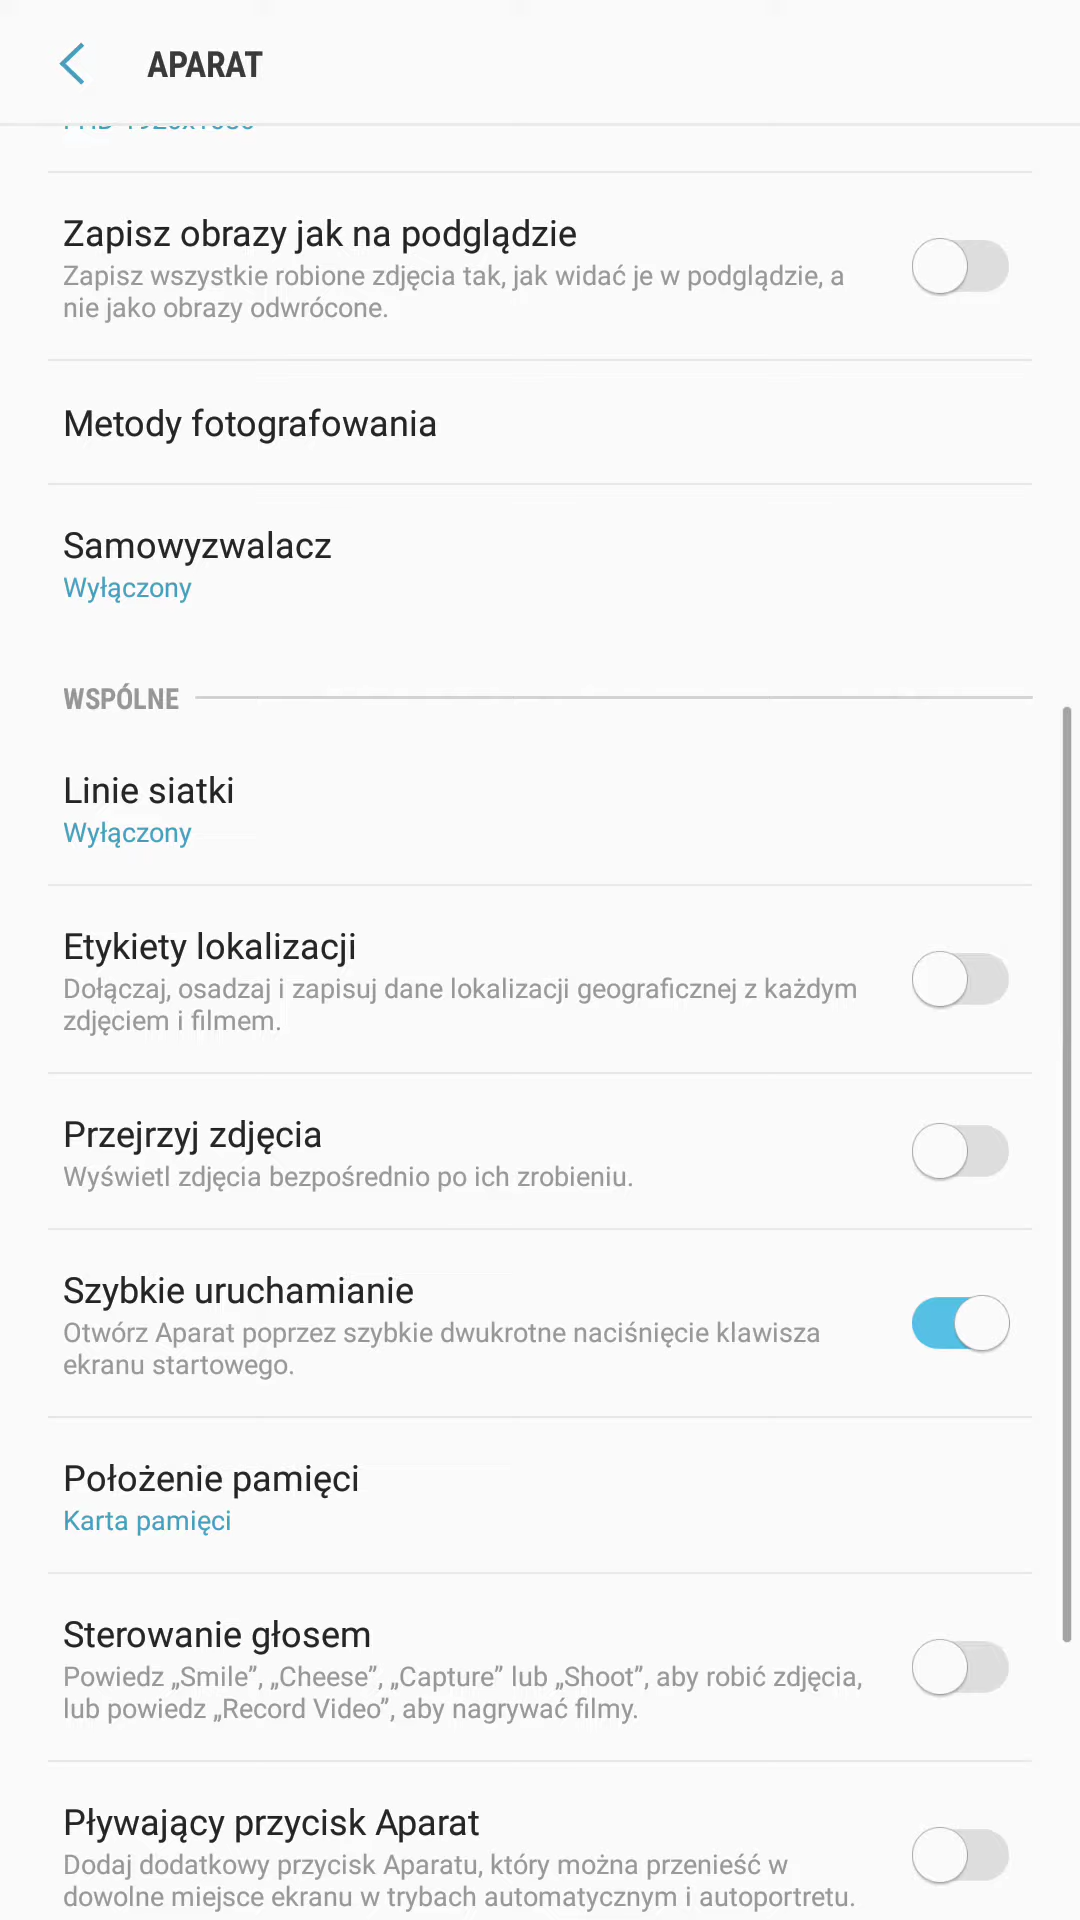 APARAT
Zapisz obrazy jak na podglądzie
Zapisz wszystkie robione zdjęcia tak, jak widać je w podglądzie, a
nie jako obrazy odwrócone.
Metody fotografowania
Samowyzwalacz
Wyłączony
WSPÓLNE
Linie siatki
Wyłączony
Etykiety lokalizacji
Dołączaj, osadzaj i zapisuj dane lokalizacji geograficznej z każdym
zdjęciem i filmem.
Przejrzyj zdjęcia
Wyświetl zdjęcia bezpośrednio po ich zrobieniu.
Szybkie uruchamianie
Otwórz Aparat poprzez szybkie dwukrotne naciśnięcie klawisza
ekranu startowego.
Położenie pamięci
Karta pamięci
Sterowanie głosem
Powiedz „Smile”, „Cheese”, „Capture” lub „Shoot”, aby robić zdjęcia,
lub powiedz „Record Video”, aby nagrywać filmy.
Pływający przycisk Aparat
Dodaj dodatkowy przycisk Aparatu, który można przenieść w
dowolne miejsce ekranu w trybach automatycznym i autoportretu.